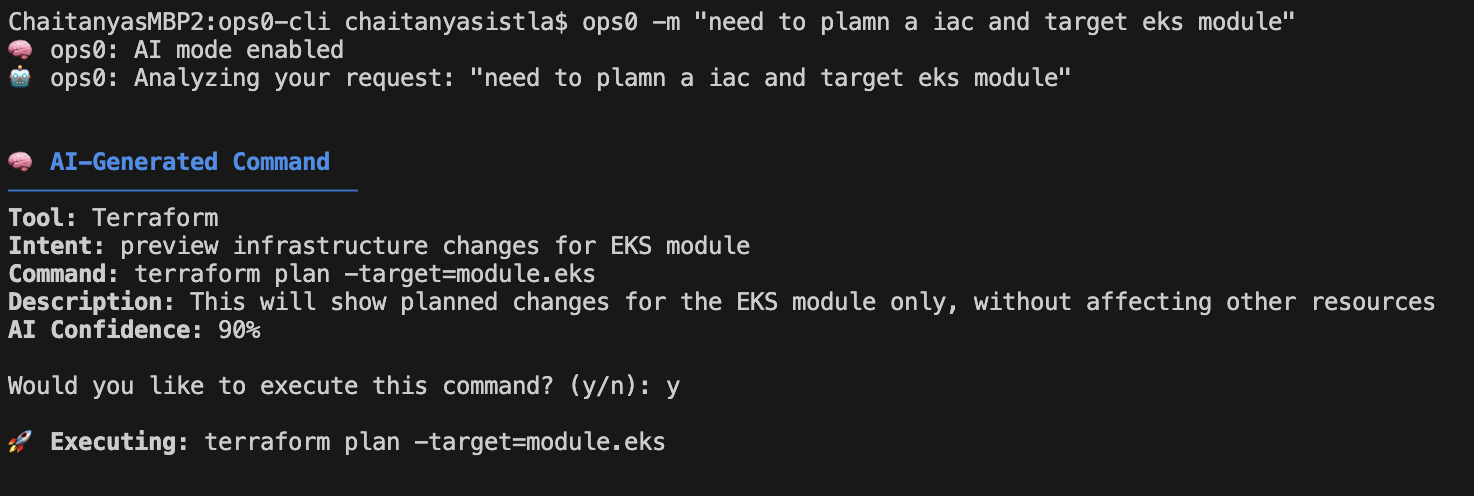 ChaitanyasMBP2:ops0-cli chaitanyasistla$ ops0 -m "need to plamn a iac and target eks module"
🧠 ops0: AI mode enabled
🤖 ops0: Analyzing your request: "need to plamn a iac and target eks module"
🧠 AI-Generated Command
Tool: Terraform
Intent: preview infrastructure changes for EKS module
Command: terraform plan -target=module.eks
Description: This will show planned changes for the EKS module only, without affecting other resources
AI Confidence: 90%
Would you like to execute this command? (y/n): y
🚀 Executing: terraform plan -target=module.eks